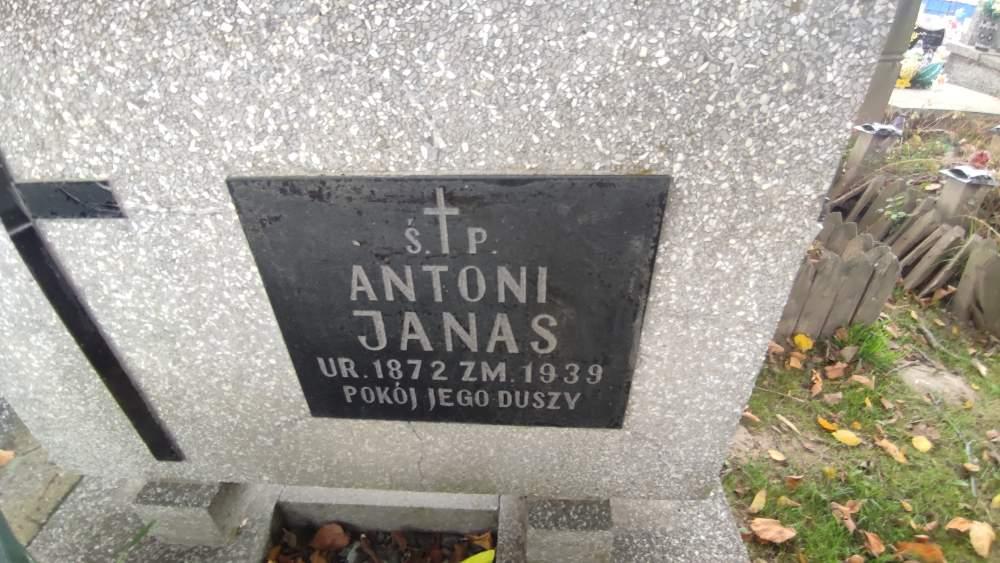 Ś. P.
ANTONI
JANAS
UR. 1872 ZM. 1939
POKÓJ JEGO DUSZY